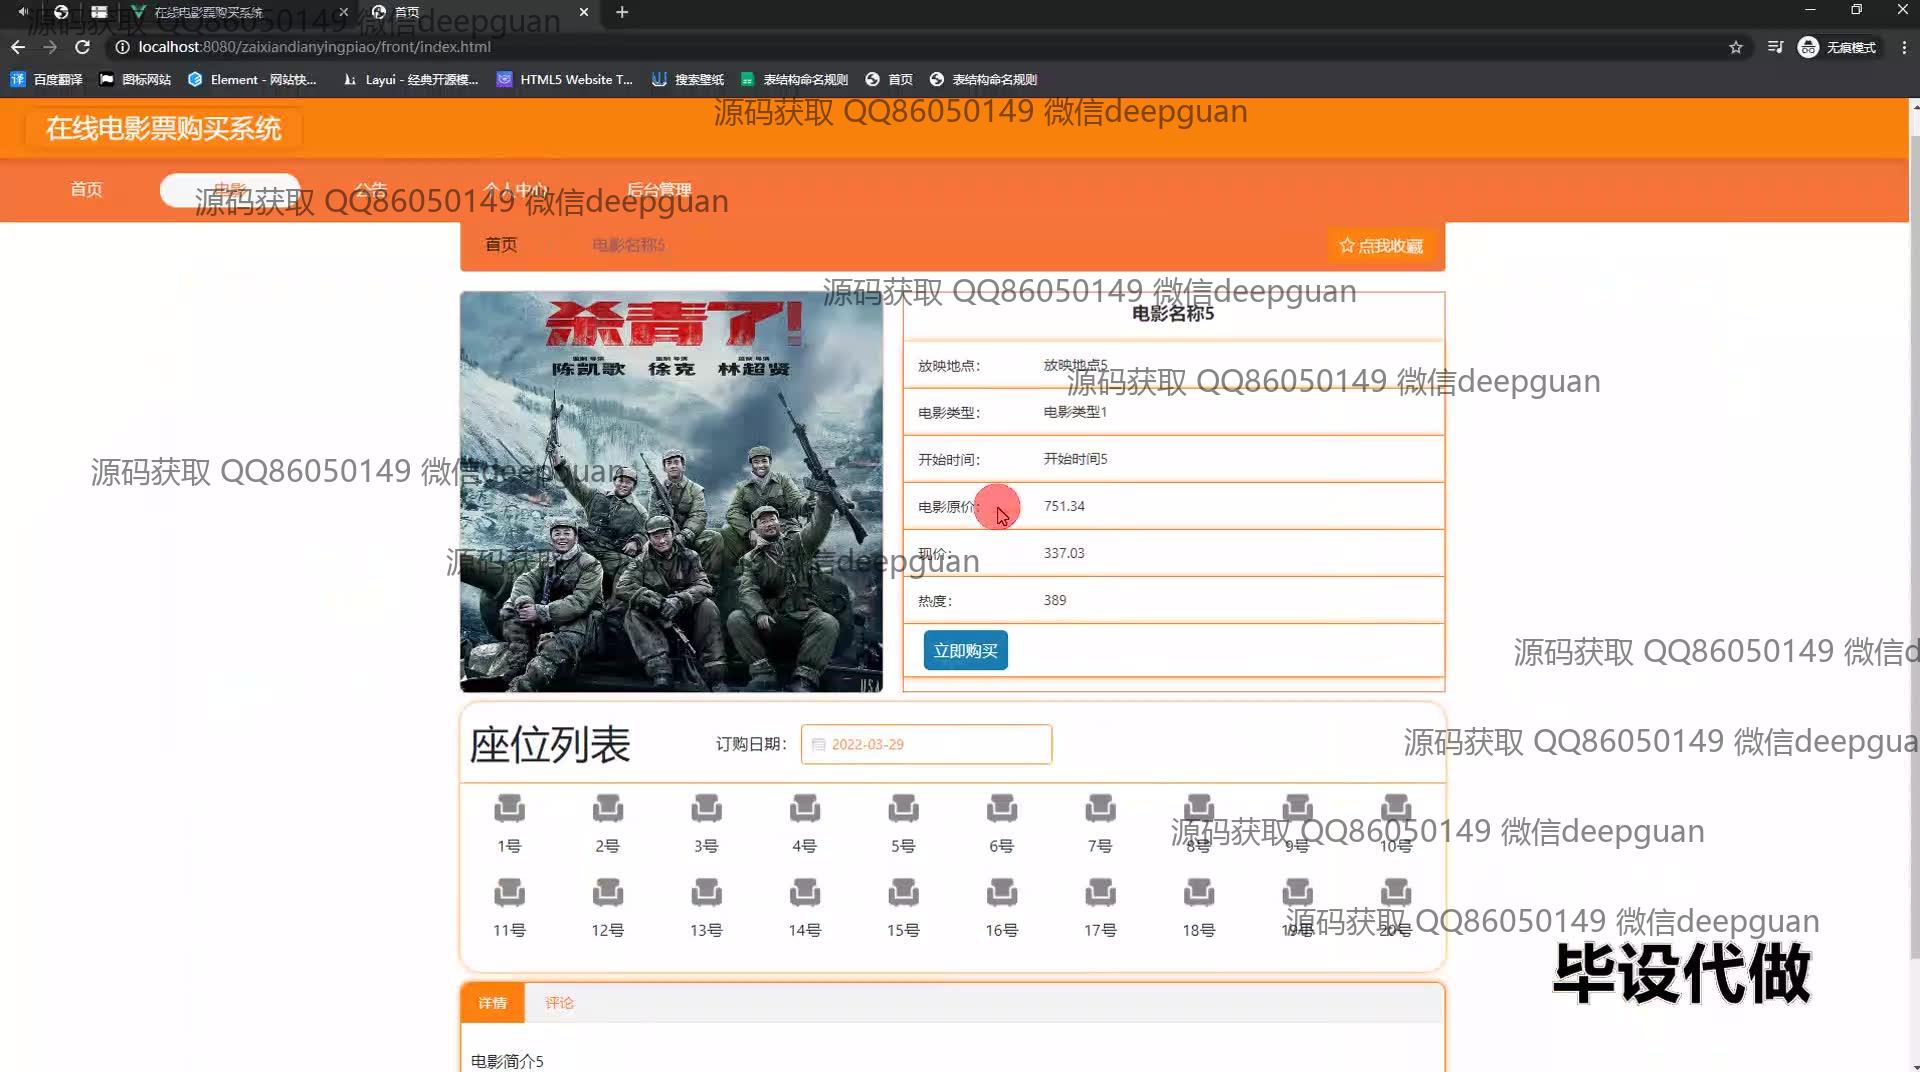 在线电影票购买系统
首页
localhost:8080/zaixiandianyingpiao/front/index.html
无痕模式
百度翻译
图标网站
Element - 网站快...
Layui - 经典开源模...
HTML5 Website T...
搜索壁纸
表结构命名规则
首页
表结构命名规则
源码获取 QQ86050149 微信deepguan
源码获取 QQ86050149 微信deepguan
在线电影票购买系统
首页
电影
公告
个人中心
后台管理
源码获取 QQ86050149 微信deepguan
首页
电影名称5
点我收藏
源码获取 QQ86050149 微信deepguan
杀青了!
陈凯歌 徐克 林超贤
电影名称5
放映地点: 放映地点5
源码获取 QQ86050149 微信deepguan
电影类型: 电影类型1
开始时间: 开始时间5
源码获取 QQ86050149 微信deepguan
电影原价: 751.34
现价: 337.03
源码获取 QQ86050149 微信deepguan
热度: 389
立即购买
源码获取 QQ86050149 微信d
USA
座位列表
订购日期: 2022-03-29
源码获取 QQ86050149 微信deepgua
1号 2号 3号 4号 5号 6号 7号 8号 9号 10号
源码获取 QQ86050149 微信deepguan
11号 12号 13号 14号 15号 16号 17号 18号 19号 20号
源码获取 QQ86050149 微信deepguan
毕设代做
详情
评论
电影简介5